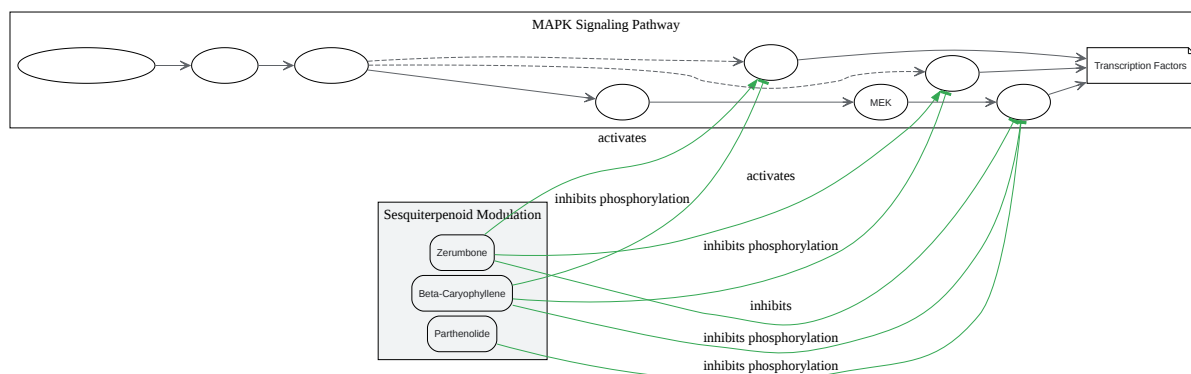 MAPK Signaling Pathway
Transcription Factors
MEK
activates
activates
inhibits phosphorylation
Sesquiterpenoid Modulation
Zerumbone
inhibits phosphorylation
Beta-Caryophyllene
inhibits
Parthenolide
inhibits phosphorylation
inhibits phosphorylation